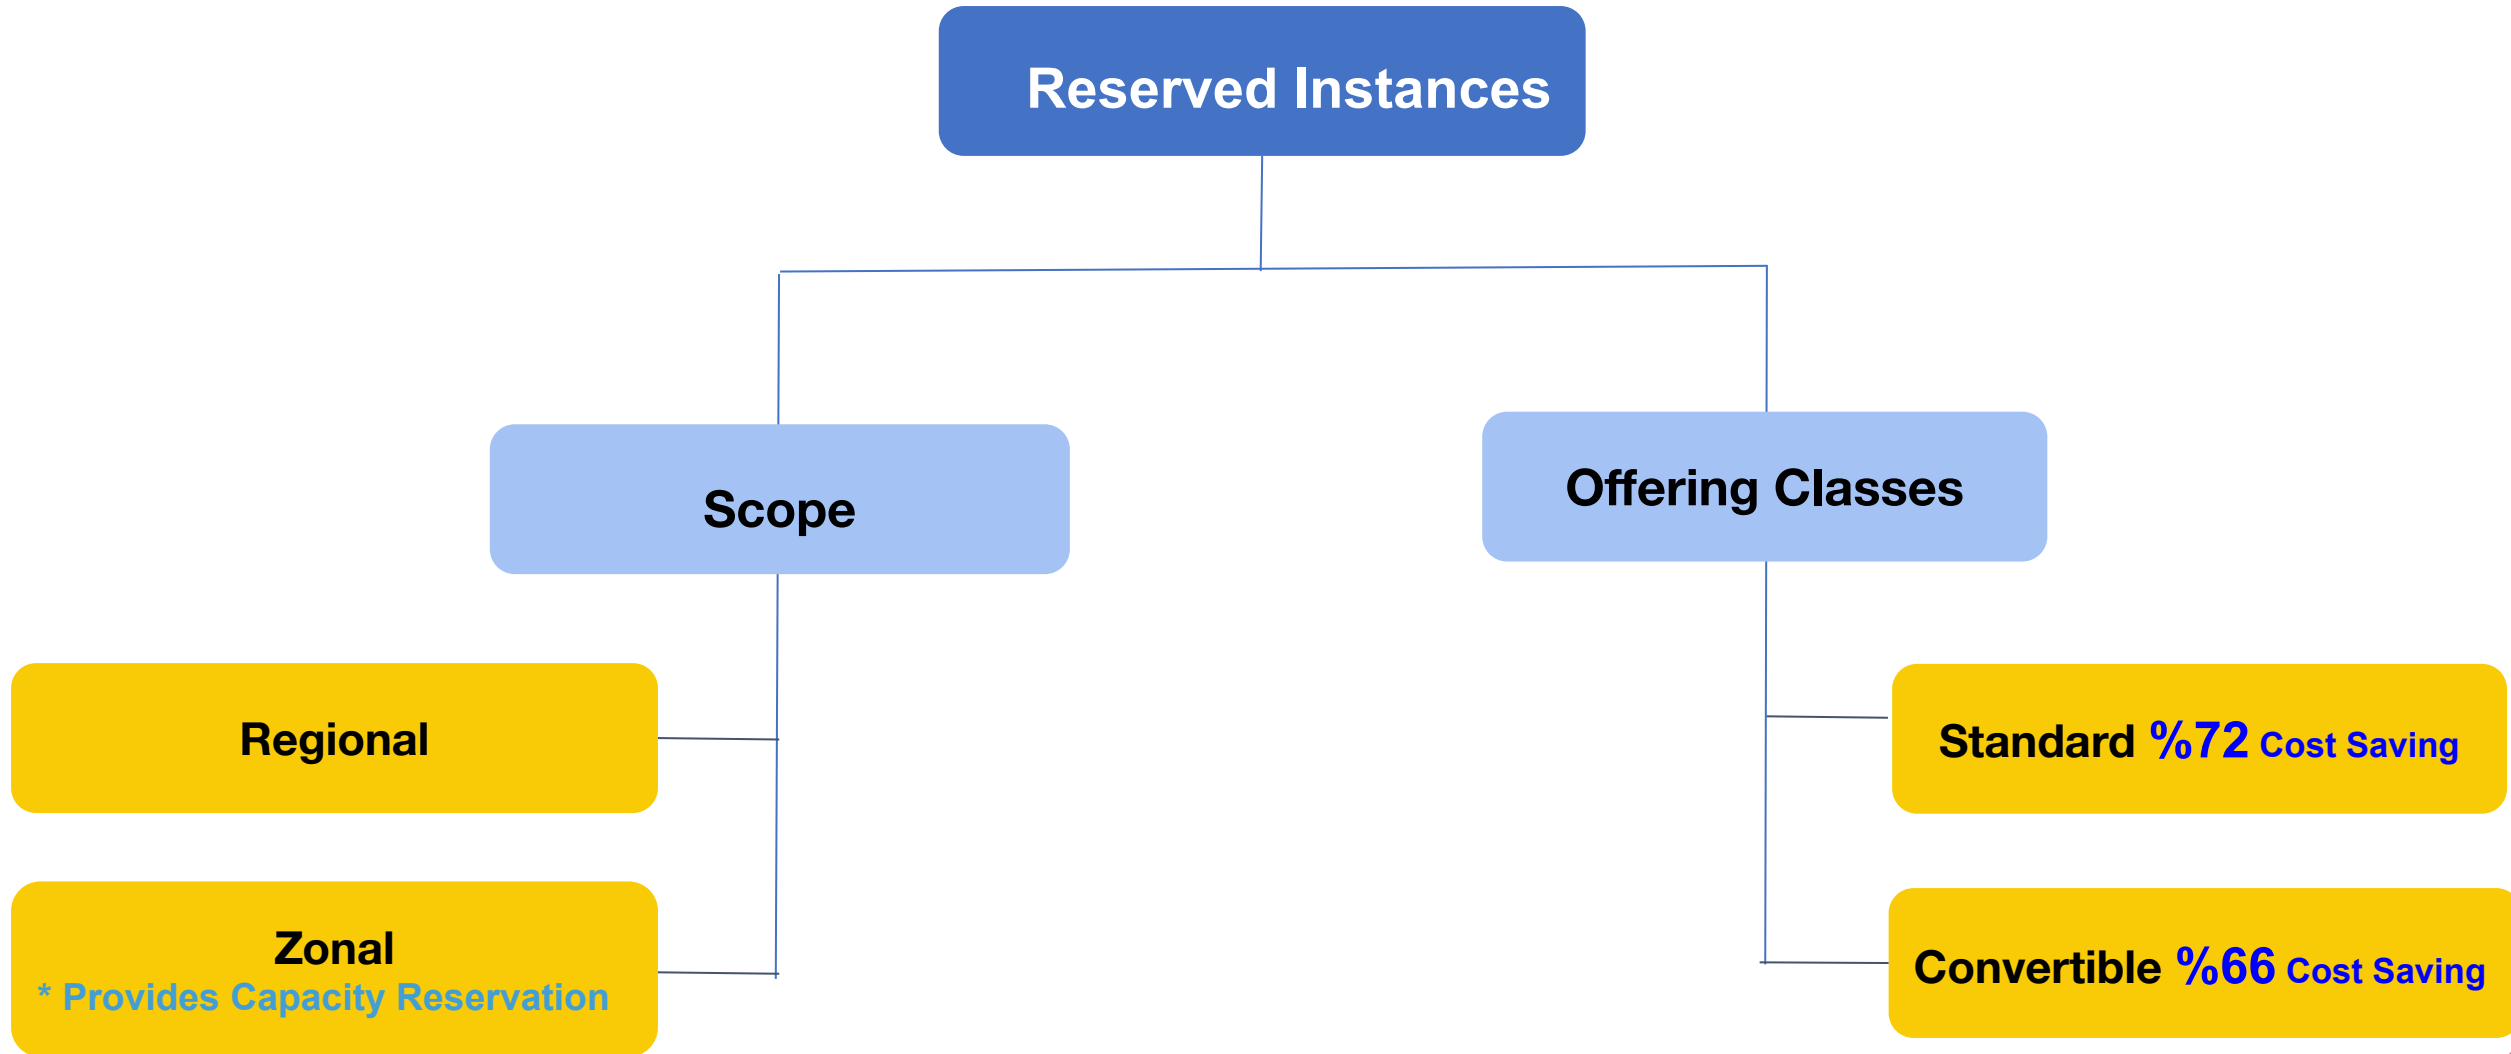 Reserved Instances
Scope
Offering Classes
Regional
Standard %72 Cost Saving
Zonal
* Provides Capacity Reservation
Convertible %66 Cost Saving